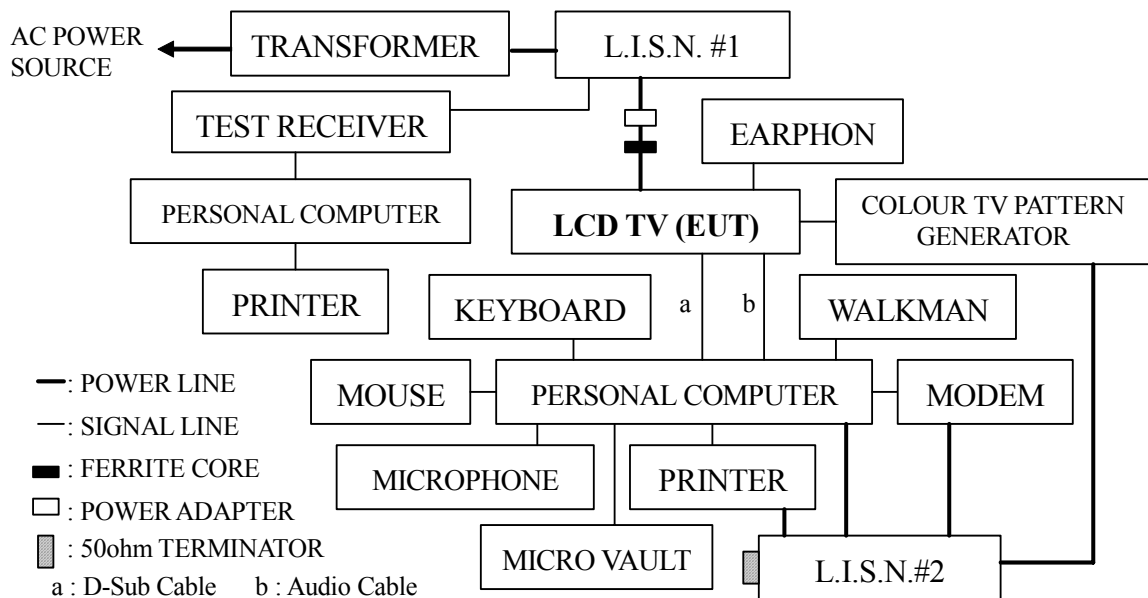 AC POWER
SOURCE
TRANSFORMER
L.I.S.N. #1
TEST RECEIVER
EARPHON
PERSONAL COMPUTER
LCD TV (EUT)
COLOUR TV PATTERN
GENERATOR
PRINTER
KEYBOARD
a
b
WALKMAN
: POWER LINE
MOUSE
PERSONAL COMPUTER
MODEM
: SIGNAL LINE
: FERRITE CORE
MICROPHONE
PRINTER
: POWER ADAPTER
: 50ohm TERMINATOR
MICRO VAULT
L.I.S.N.#2
a : D-Sub Cable b : Audio Cable